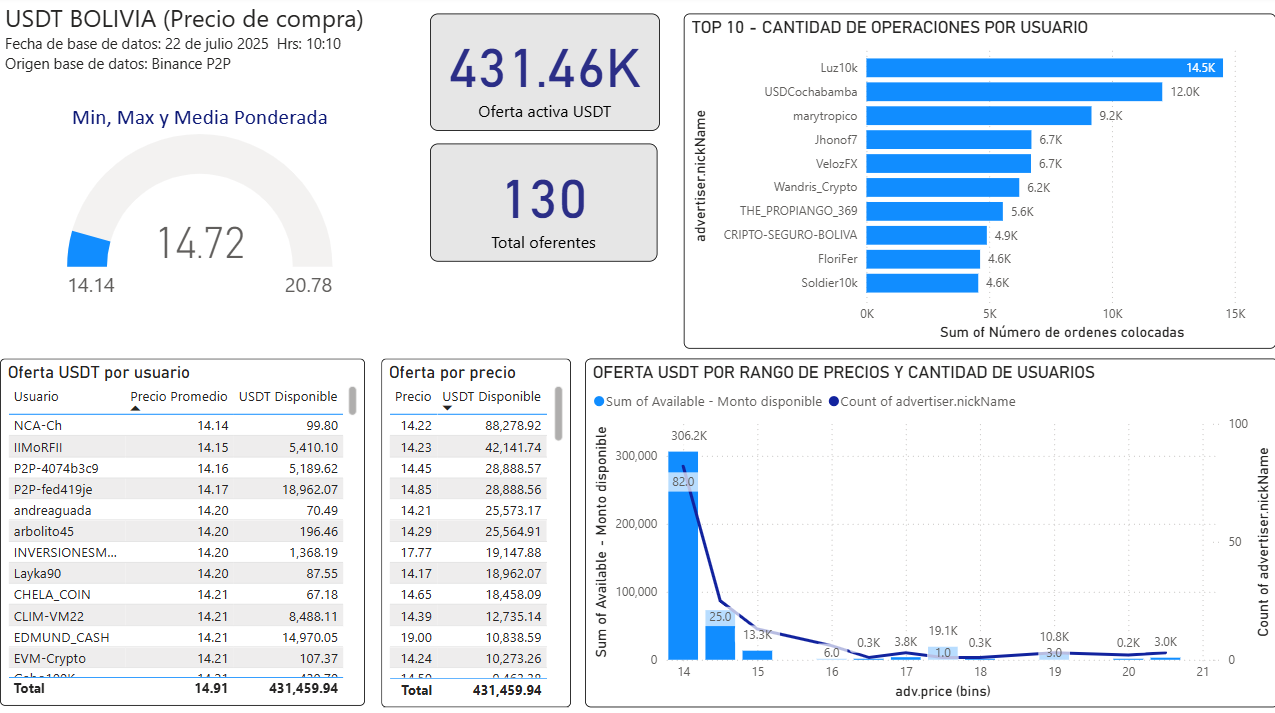 USDT BOLIVIA (Precio de compra)
Fecha de base de datos: 22 de julio 2025 Hrs: 10:10
Origen base de datos: Binance P2P
Min, Max y Media Ponderada
14.72
14.14
20.78
431.46K
Oferta activa USDT
130
Total oferentes
TOP 10 - CANTIDAD DE OPERACIONES POR USUARIO
advertiser.nickName
Luz10k 14.5K
USDCochabamba 12.0K
marytropico 9.2K
Jhonof7 6.7K
VelozFX 6.7K
Wandris_Crypto 6.2K
THE_PROPIANGO_369 5.6K
CRIPTO-SEGURO-BOLIVA 4.9K
FloriFer 4.6K
Soldier10k 4.6K
0K 5K 10K 15K
Sum of Número de ordenes colocadas
Oferta USDT por usuario
Usuario Precio Promedio USDT Disponible
NCA-Ch 14.14 99.80
IIMoRFII 14.15 5,410.10
P2P-4074b3c9 14.16 5,189.62
P2P-fed419je 14.17 18,962.07
andreaguada 14.20 70.49
arbolito45 14.20 196.46
INVERSIONESM... 14.20 1,368.19
Layka90 14.20 87.55
CHELA_COIN 14.21 67.18
CLIM-VM22 14.21 8,488.11
EDMUND_CASH 14.21 14,970.05
EVM-Crypto 14.21 107.37
Total 14.91 431,459.94
Oferta por precio
Precio USDT Disponible
14.22 88,278.92
14.23 42,141.74
14.45 28,888.57
14.85 28,888.56
14.21 25,573.17
14.29 25,564.91
17.77 19,147.88
14.17 18,962.07
14.65 18,458.09
14.39 12,735.14
19.00 10,838.59
14.24 10,273.26
Total 431,459.94
OFERTA USDT POR RANGO DE PRECIOS Y CANTIDAD DE USUARIOS
Sum of Available - Monto disponible Count of advertiser.nickName
Sum of Available - Monto disponible
300,000
200,000
100,000
0
306.2K
82.0
25.0
13.3K
6.0
0.3K
3.8K
19.1K
1.0
0.3K
10.8K
3.0
0.2K
3.0K
14 15 16 17 18 19 20 21
adv.price (bins)
100
50
0
Count of advertiser.nickName